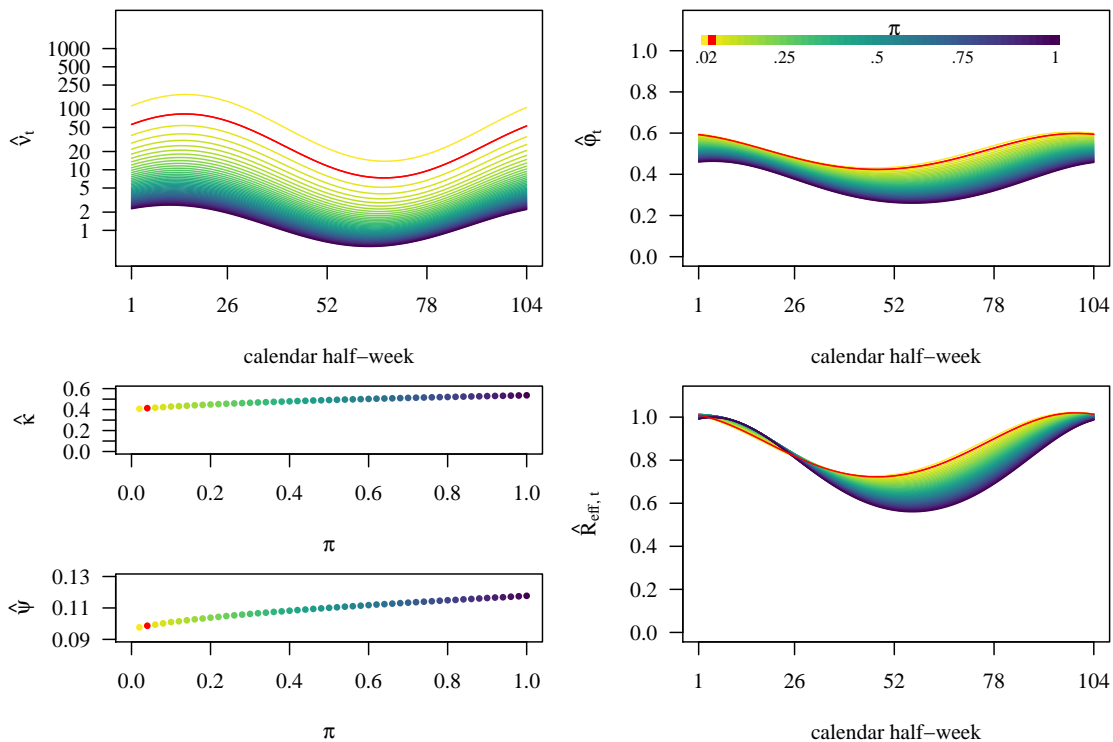 1000
500
250
100
50
20
10
5
2
1
ν̂t
1 26 52 78 104
calendar half−week
π
.02 .25 .5 .75 1
1.0
0.8
0.6
0.4
0.2
0.0
φ̂t
1 26 52 78 104
calendar half−week
0.6
0.4
0.2
0.0
κ̂
0.0 0.2 0.4 0.6 0.8 1.0
π
0.13
0.11
0.09
ψ̂
0.0 0.2 0.4 0.6 0.8 1.0
π
1.0
0.8
0.6
0.4
0.2
0.0
R̂eff, t
1 26 52 78 104
calendar half−week